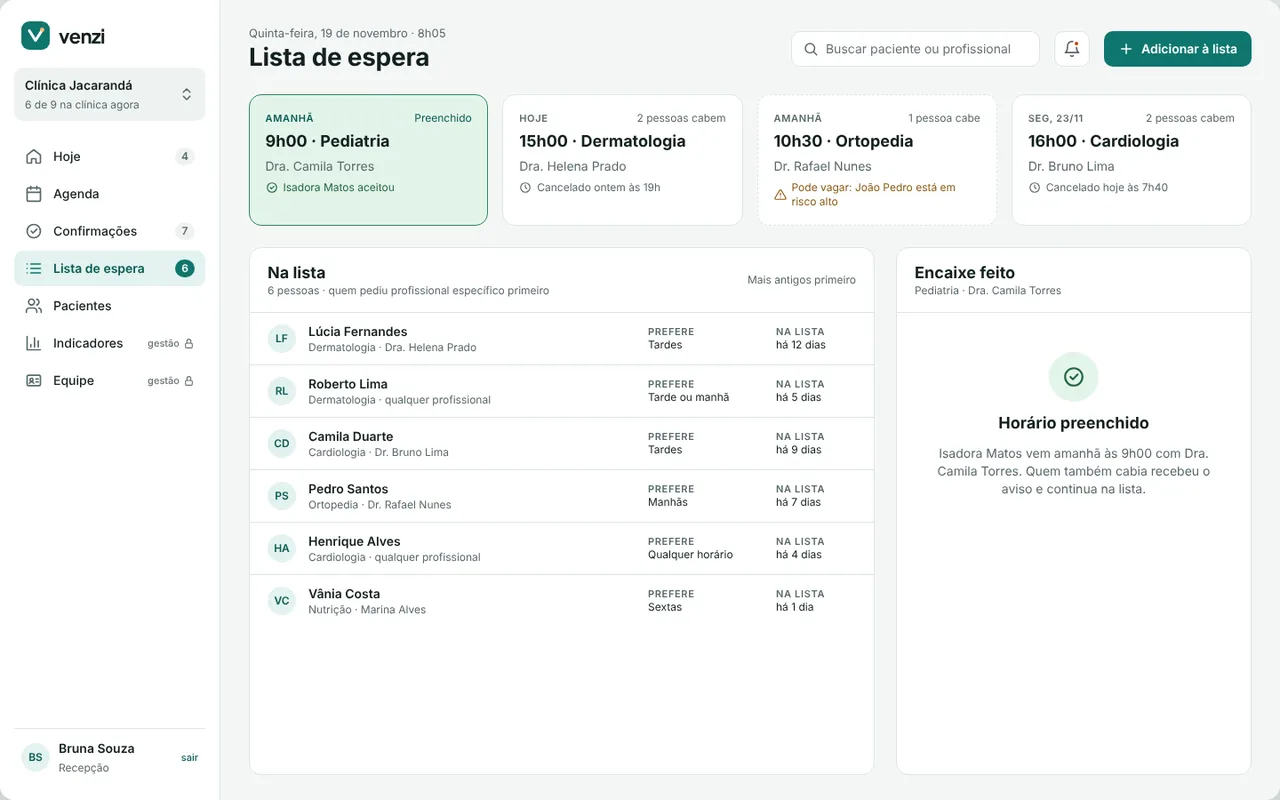 venzi
Clínica Jacarandá
6 de 9 na clínica agora
Hoje 4
Agenda
Confirmações 7
Lista de espera 6
Pacientes
Indicadores gestão
Equipe gestão
BS
Bruna Souza
Recepção
sair
Quinta-feira, 19 de novembro · 8h05
Lista de espera
Buscar paciente ou profissional
Adicionar à lista
AMANHÃ Preenchido
9h00 · Pediatria
Dra. Camila Torres
Isadora Matos aceitou
HOJE 2 pessoas cabem
15h00 · Dermatologia
Dra. Helena Prado
Cancelado ontem às 19h
AMANHÃ 1 pessoa cabe
10h30 · Ortopedia
Dr. Rafael Nunes
Pode vagar: João Pedro está em
risco alto
SEG, 23/11 2 pessoas cabem
16h00 · Cardiologia
Dr. Bruno Lima
Cancelado hoje às 7h40
Na lista
6 pessoas · quem pediu profissional específico primeiro
Mais antigos primeiro
LF
Lúcia Fernandes
Dermatologia · Dra. Helena Prado
PREFERE
Tardes
NA LISTA
há 12 dias
RL
Roberto Lima
Dermatologia · qualquer profissional
PREFERE
Tarde ou manhã
NA LISTA
há 5 dias
CD
Camila Duarte
Cardiologia · Dr. Bruno Lima
PREFERE
Tardes
NA LISTA
há 9 dias
PS
Pedro Santos
Ortopedia · Dr. Rafael Nunes
PREFERE
Manhãs
NA LISTA
há 7 dias
HA
Henrique Alves
Cardiologia · qualquer profissional
PREFERE
Qualquer horário
NA LISTA
há 4 dias
VC
Vânia Costa
Nutrição · Marina Alves
PREFERE
Sextas
NA LISTA
há 1 dia
Encaixe feito
Pediatria · Dra. Camila Torres
Horário preenchido
Isadora Matos vem amanhã às 9h00 com Dra.
Camila Torres. Quem também cabia recebeu o
aviso e continua na lista.